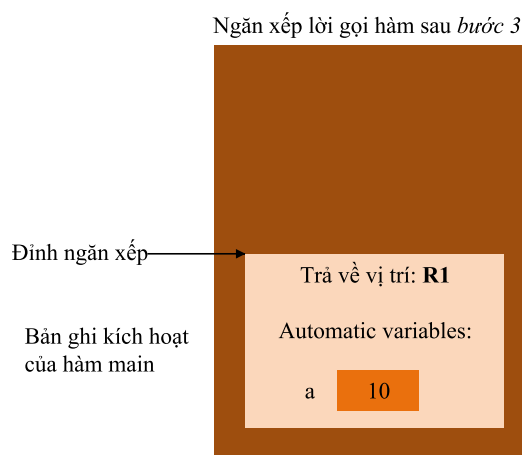 Ngăn xếp lời gọi hàm sau bước 3
Đỉnh ngăn xếp
Trả về vị trí: R1
Automatic variables:
Bản ghi kích hoạt
của hàm main
a
10